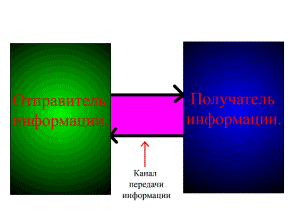 Отправитель
информации.
Получатель
информации.
Канал
передачи
информации